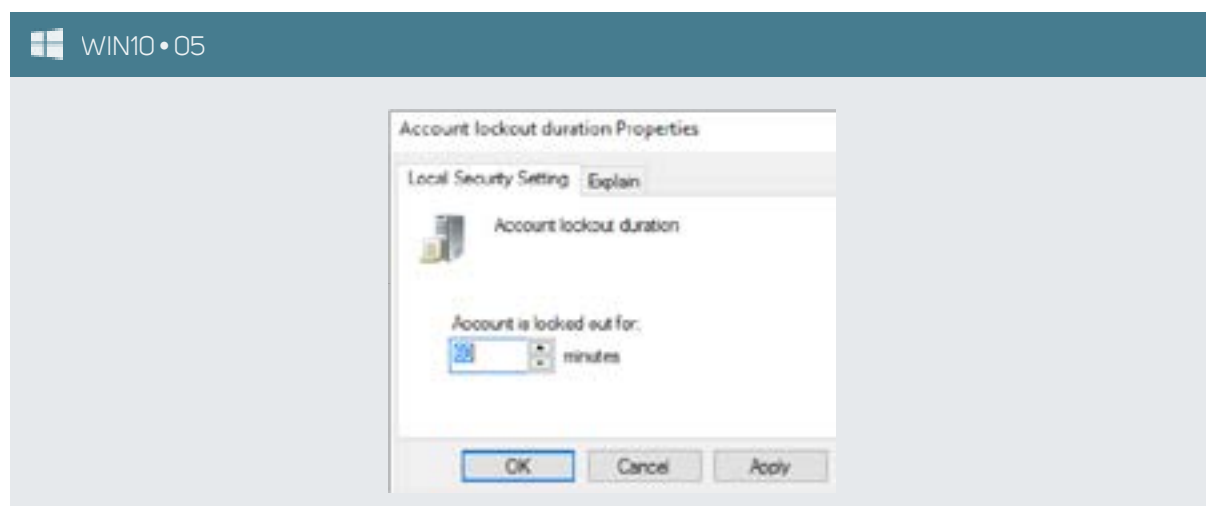 WIN10•05
Account lockout duration Properties
Local Security Setting
Explain
Account lockout duration
Account is locked out for:
minutes
OK
Cancel
Apply